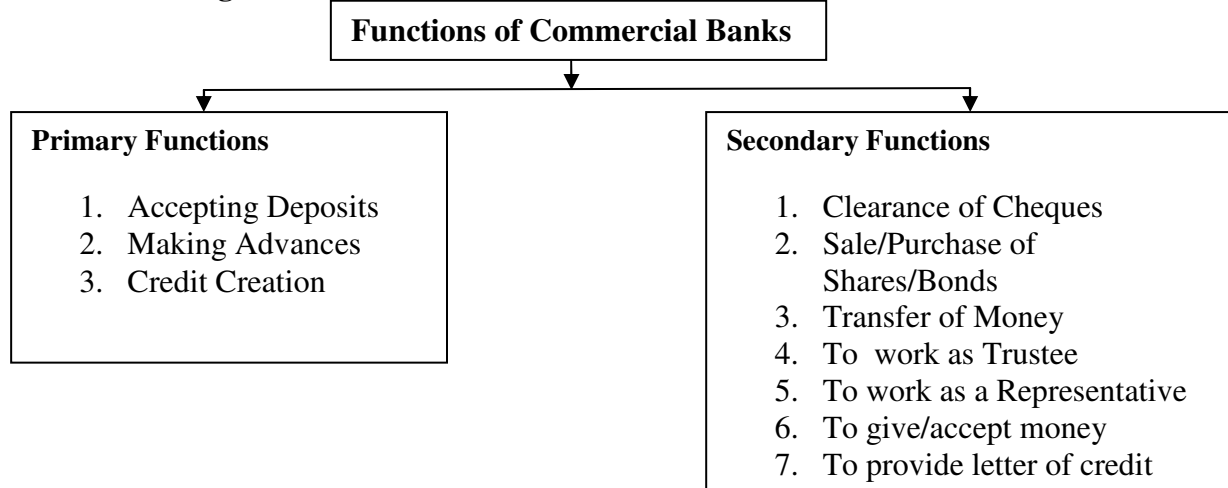 Functions of Commercial Banks
Primary Functions
1. Accepting Deposits
2. Making Advances
3. Credit Creation
Secondary Functions
1. Clearance of Cheques
2. Sale/Purchase of
Shares/Bonds
3. Transfer of Money
4. To work as Trustee
5. To work as a Representative
6. To give/accept money
7. To provide letter of credit